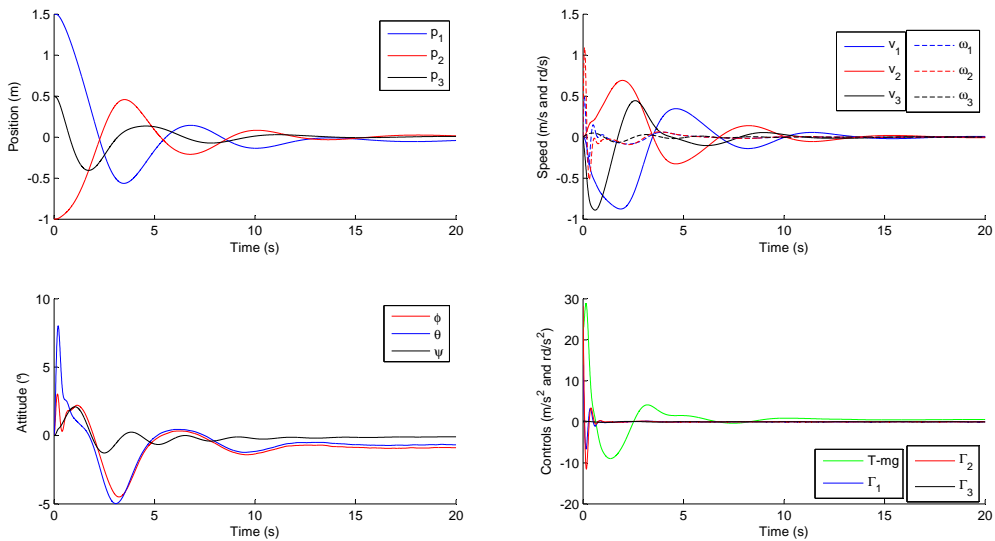 1.5
1
0.5
0
-0.5
-1
0 5 10 15 20
Position (m)
Time (s)
p₁
p₂
p₃
1.5
1
0.5
0
-0.5
-1
0 5 10 15 20
Speed (m/s and rd/s)
Time (s)
v₁ ω₁
v₂ ω₂
v₃ ω₃
10
5
0
-5
0 5 10 15 20
Attitude (°)
Time (s)
ϕ
θ
ψ
30
20
10
0
-10
-20
0 5 10 15 20
Controls (m/s² and rd/s²)
Time (s)
T-mg Γ₂
Γ₁ Γ₃